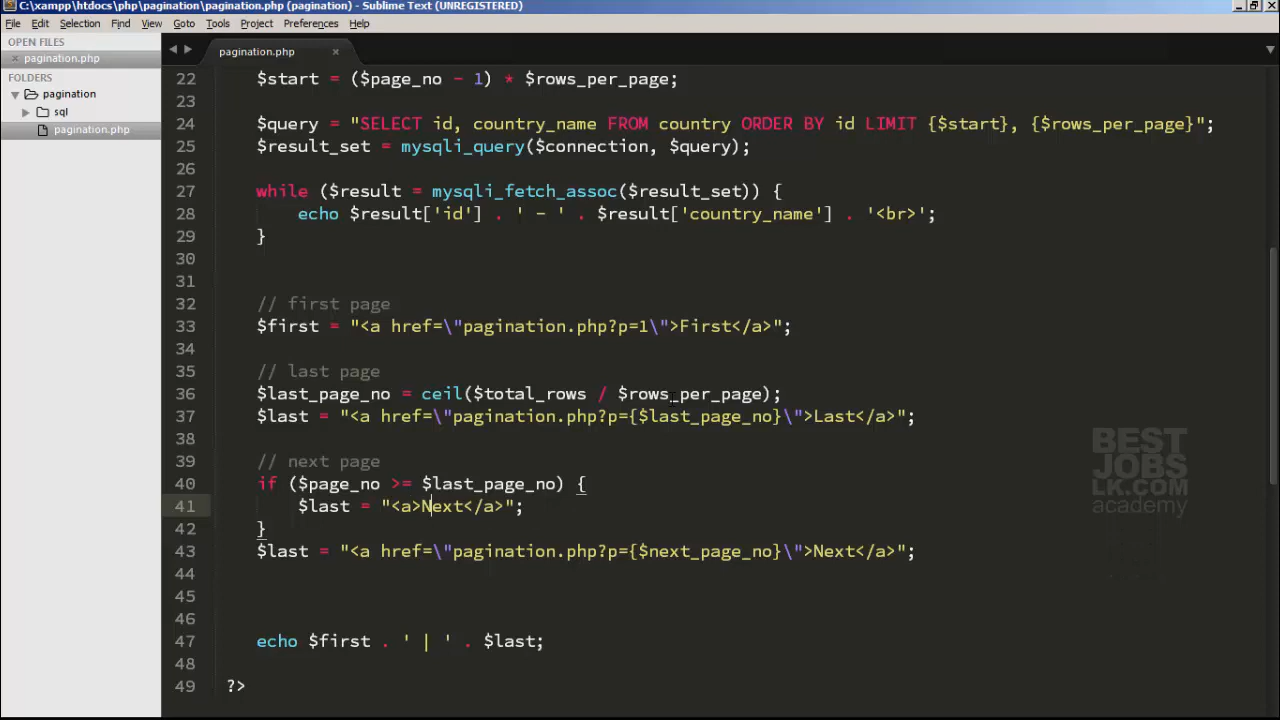 C:\xampp\htdocs\php\pagination\pagination.php (pagination) - Sublime Text (UNREGISTERED)
File Edit Selection Find View Goto Tools Project Preferences Help
OPEN FILES
× pagination.php
FOLDERS
pagination
sql
pagination.php
pagination.php ×
22 $start = ($page_no - 1) * $rows_per_page;
23
24 $query = "SELECT id, country_name FROM country ORDER BY id LIMIT {$start}, {$rows_per_page}";
25 $result_set = mysqli_query($connection, $query);
26
27 while ($result = mysqli_fetch_assoc($result_set)) {
28 echo $result['id'] . ' - ' . $result['country_name'] . '<br>';
29 }
30
31
32 // first page
33 $first = "<a href=\"pagination.php?p=1\">First</a>";
34
35 // last page
36 $last_page_no = ceil($total_rows / $rows_per_page);
37 $last = "<a href=\"pagination.php?p={$last_page_no}\">Last</a>";
38
39 // next page
40 if ($page_no >= $last_page_no) {
41 $last = "<a>Next</a>";
42 }
43 $last = "<a href=\"pagination.php?p={$next_page_no}\">Next</a>";
44
45
46
47 echo $first . ' | ' . $last;
48
49 ?>
BEST
JOBS
LK.COM
academy